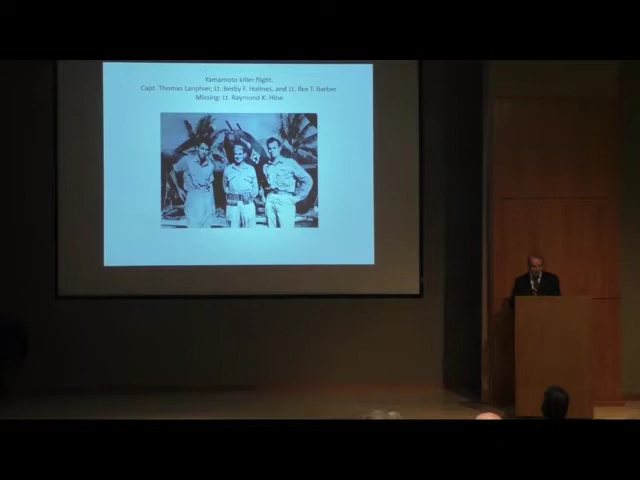 Yamamoto killer flight.
Capt. Thomas Lanphier, Lt. Besby F. Holmes, and Lt. Rex T. Barber
Missing: Lt. Raymond K. Hine